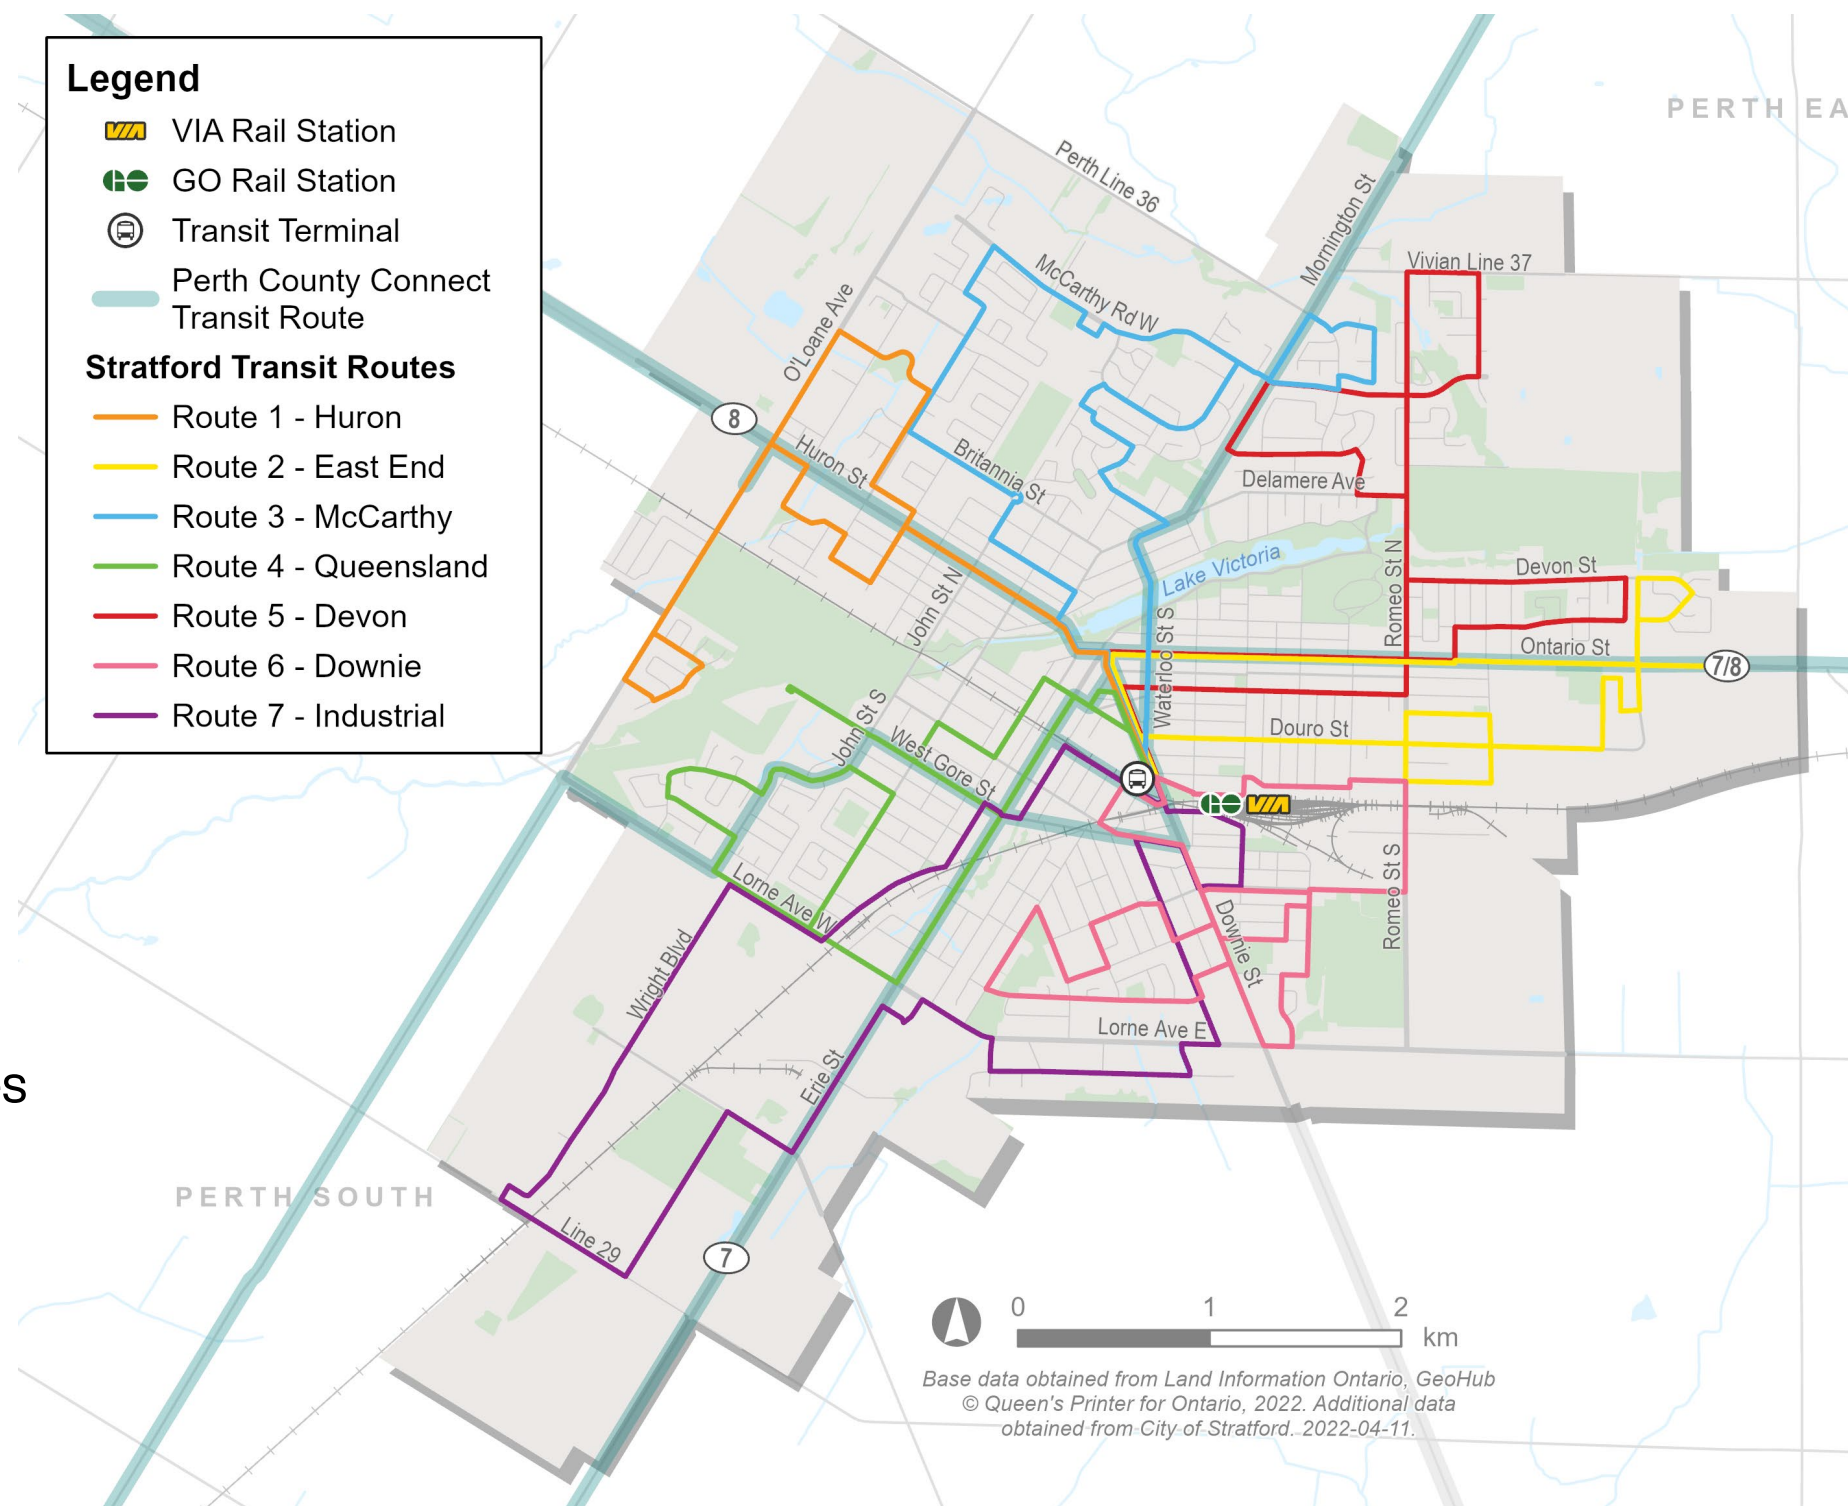 Legend
VIA
VIA Rail Station
GO Rail Station
Transit Terminal
Perth County Connect
Transit Route
Stratford Transit Routes
Route 1 - Huron
Route 2 - East End
Route 3 - McCarthy
Route 4 - Queensland
Route 5 - Devon
Route 6 - Downie
Route 7 - Industrial
PERTH EA
Perth Line 36
Mornington St
Vivian Line 37
McCarthy Rd W
O'Loane Ave
8
Huron St
Britannia St
Delamere Ave
Lake Victoria
Devon St
Romeo St N
John St N
Waterloo St S
Ontario St
7/8
John St S
West Gore St
Douro St
VIA
Lorne Ave W
Romeo St S
Downie St
Wright Blvd
Lorne Ave E
Erie St
s
PERTH SOUTH
Line 29
7
0 1 2
km
Base data obtained from Land Information Ontario, GeoHub
© Queen's Printer for Ontario, 2022. Additional data
obtained from City of Stratford. 2022-04-11.